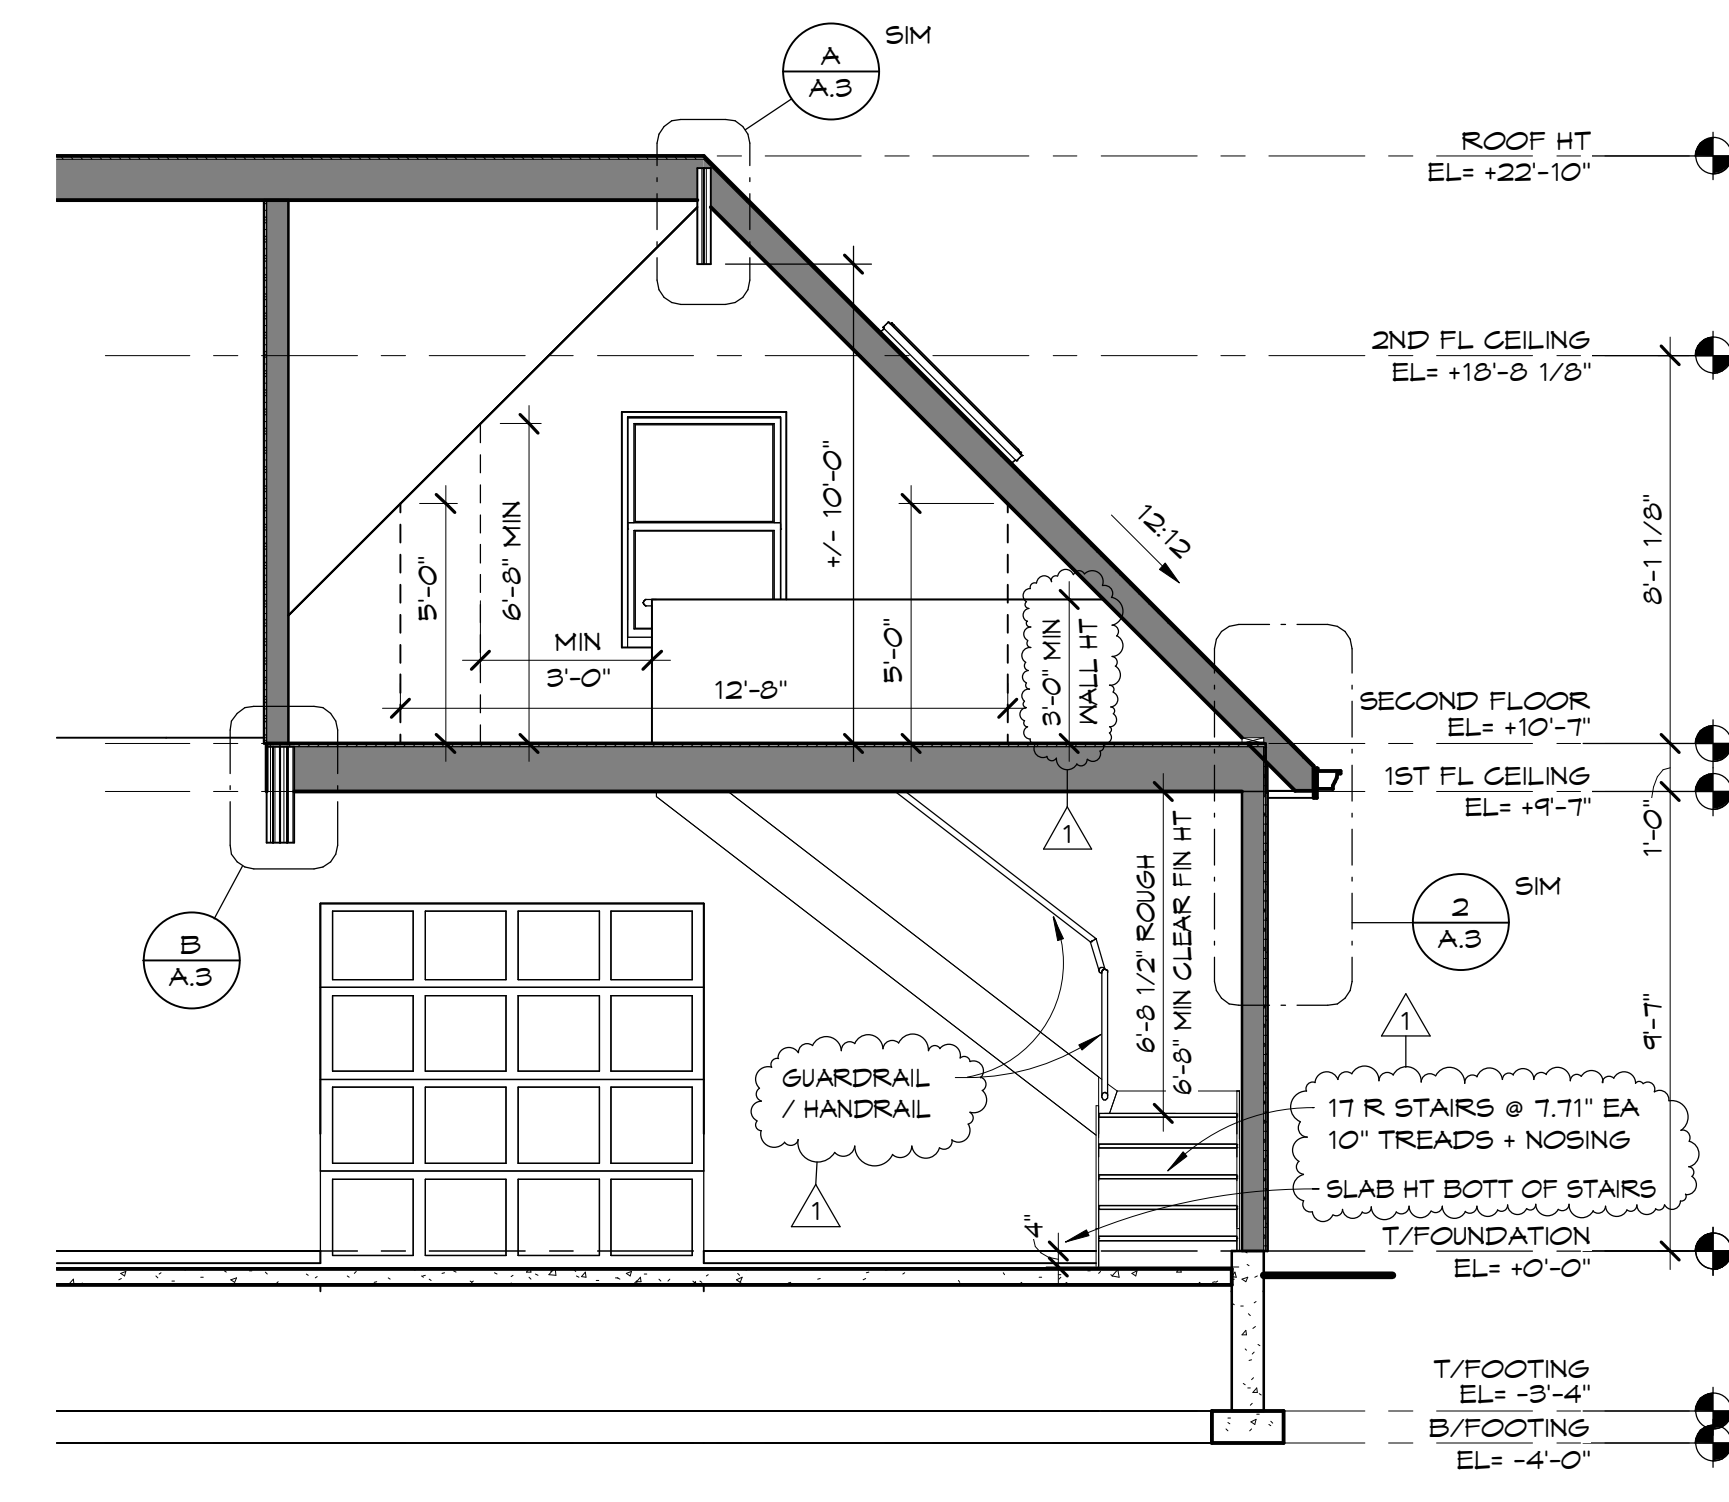 A
A.3
SIM
ROOF HT
EL= +22'-10"
2ND FL CEILING
EL= +18'-8 1/8"
12:12
8'-1 1/8"
+/- 10'-0"
6'-8" MIN
5'-0"
5'-0"
MIN
3'-0"
12'-8"
3'-0" MIN
WALL HT
SECOND FLOOR
EL= +10'-7"
1ST FL CEILING
EL= +9'-7"
1'-0"
1
6'-8 1/2" ROUGH
6'-8" MIN CLEAR FIN HT
2
A.3
SIM
B
A.3
9'-7"
1
GUARDRAIL
/ HANDRAIL
1
17 R STAIRS @ 7.71" EA
10" TREADS + NOSING
SLAB HT BOTT OF STAIRS
4"
T/FOUNDATION
EL= +0'-0"
T/FOOTING
EL= -3'-4"
B/FOOTING
EL= -4'-0"